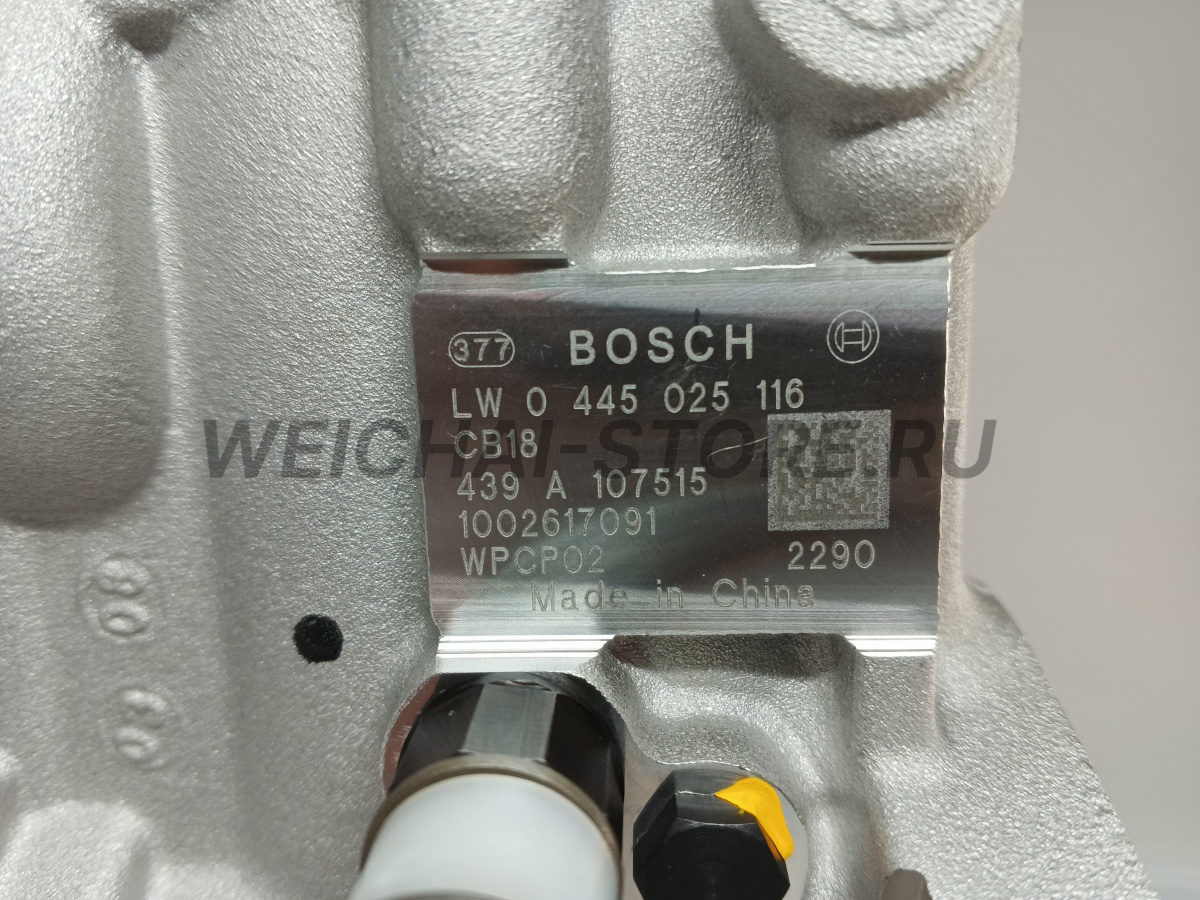 377 BOSCH
LW 0 445 025 116
CB18
WEICHAI-STORE.RU
439 A 107515
1002617091
WPCP02 2290
Made in China